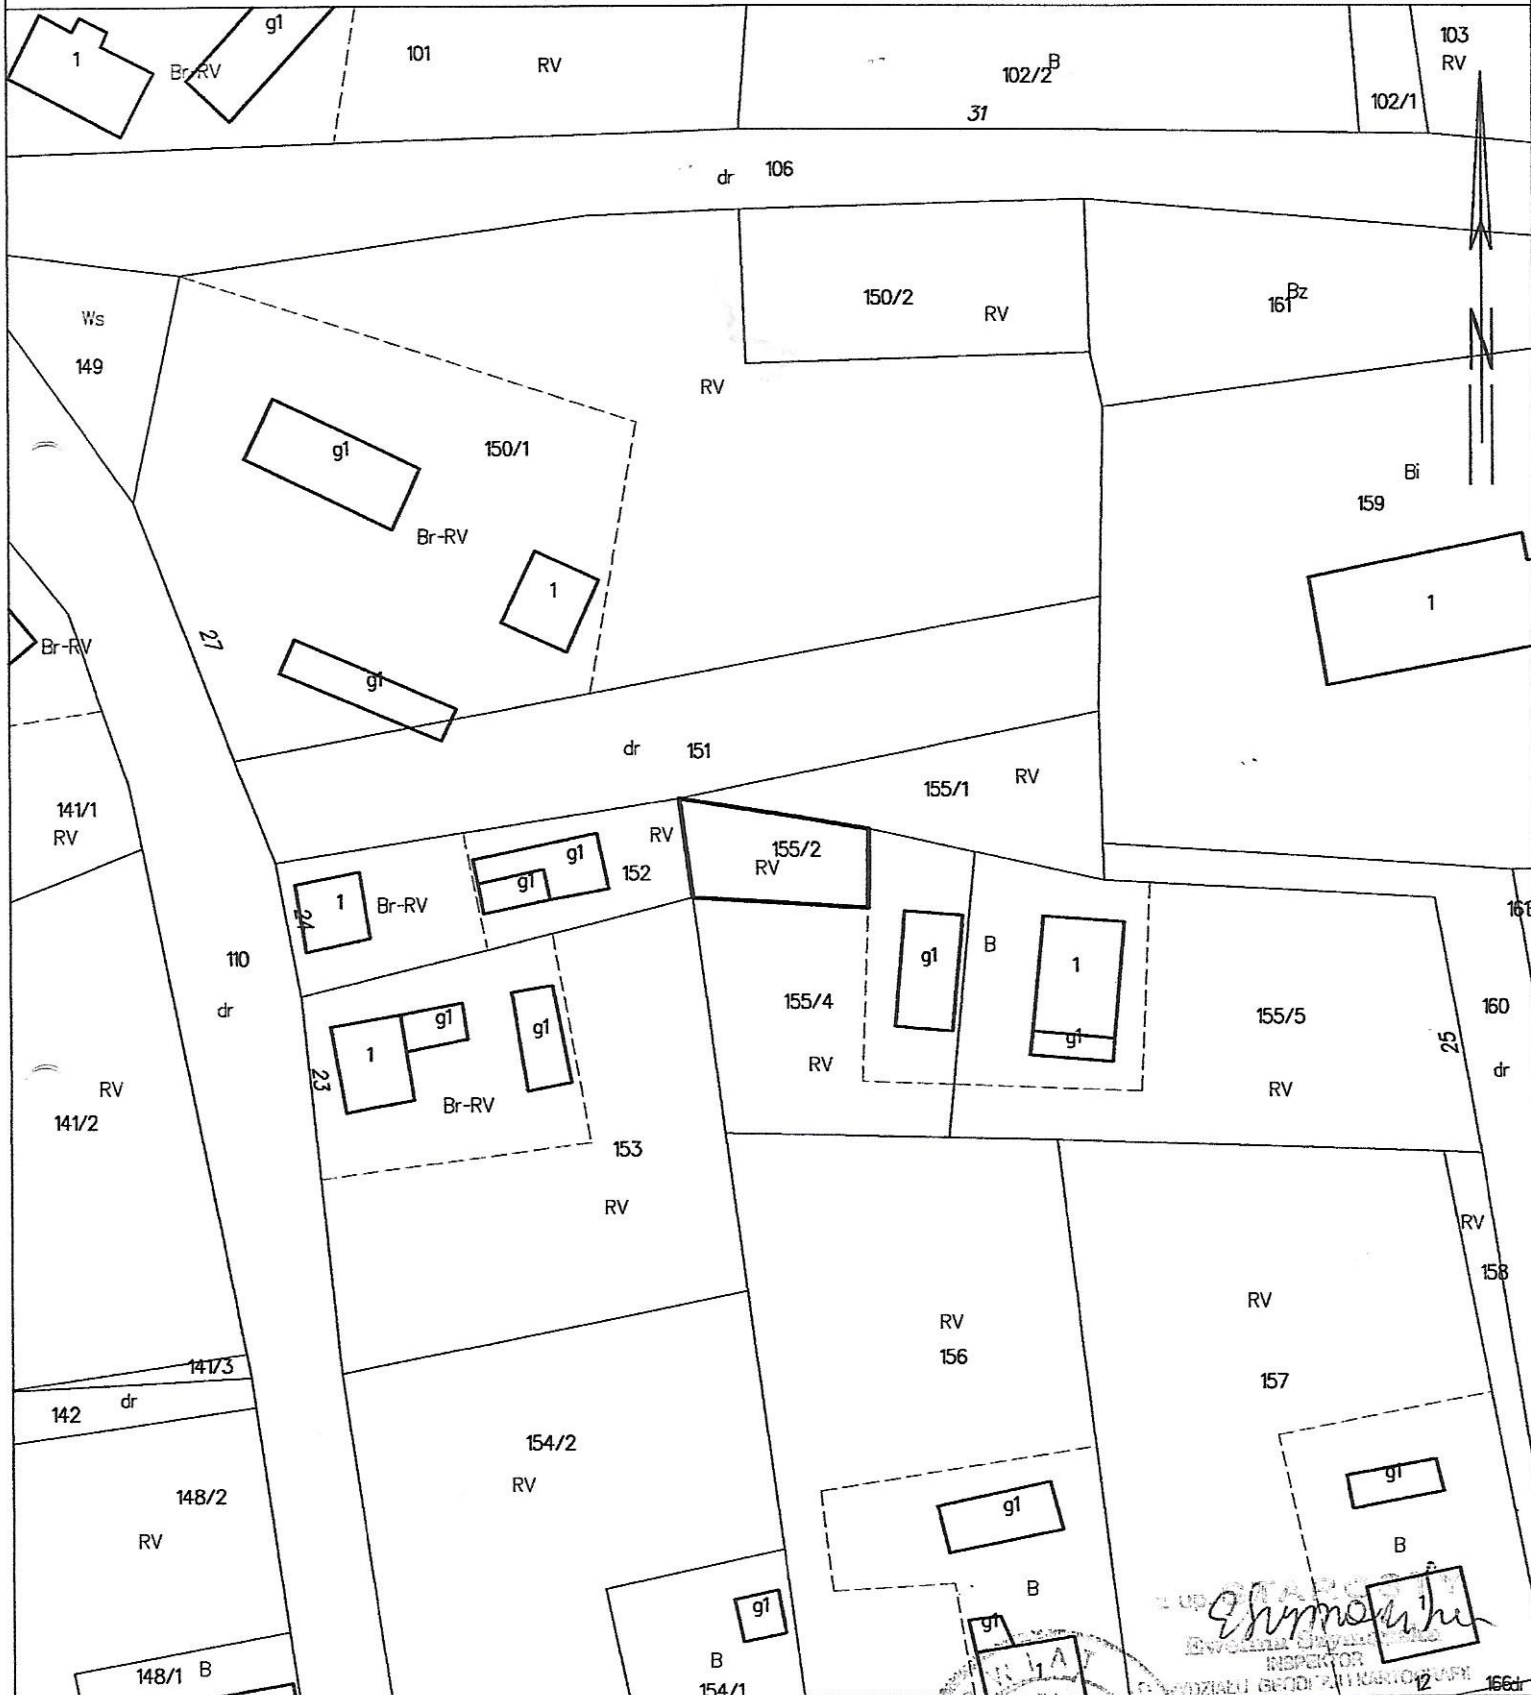 g1
1
Br-RV
101
RV
102/2
B
31
102/1
103
RV
dr
106
Ws
149
150/2
RV
161
Bz
RV
g1
150/1
Br-RV
N
Bi
159
1
1
27
Br-RV
g1
dr
151
141/1
RV
155/1
RV
RV
155/2
RV
g1
g1
152
1
24
Br-RV
110
dr
g1
B
1
g1
155/4
RV
155/5
RV
25
160
dr
g1
g1
1
23
Br-RV
RV
141/2
153
RV
RV
158
RV
156
RV
157
141/3
dr
142
154/2
RV
148/2
RV
g1
g1
B
B
g1
g1
1
1
B
148/1
B
154/1
INSPEKTOR
12
166dr